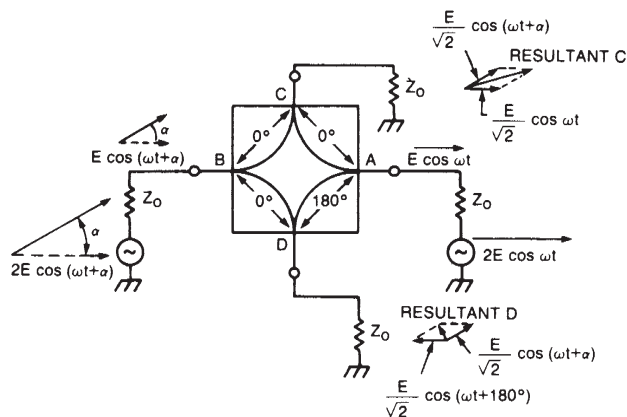 E/√2 cos (ωt+α)
RESULTANT C
E/√2 cos ωt
Z₀
C
0° 0°
α
E cos (ωt+α)
B
A
E cos ωt
0° 180°
D
Z₀
Z₀
α
2E cos (ωt+α)
2E cos ωt
RESULTANT D
Z₀
E/√2 cos (ωt+α)
E/√2 cos (ωt+180°)